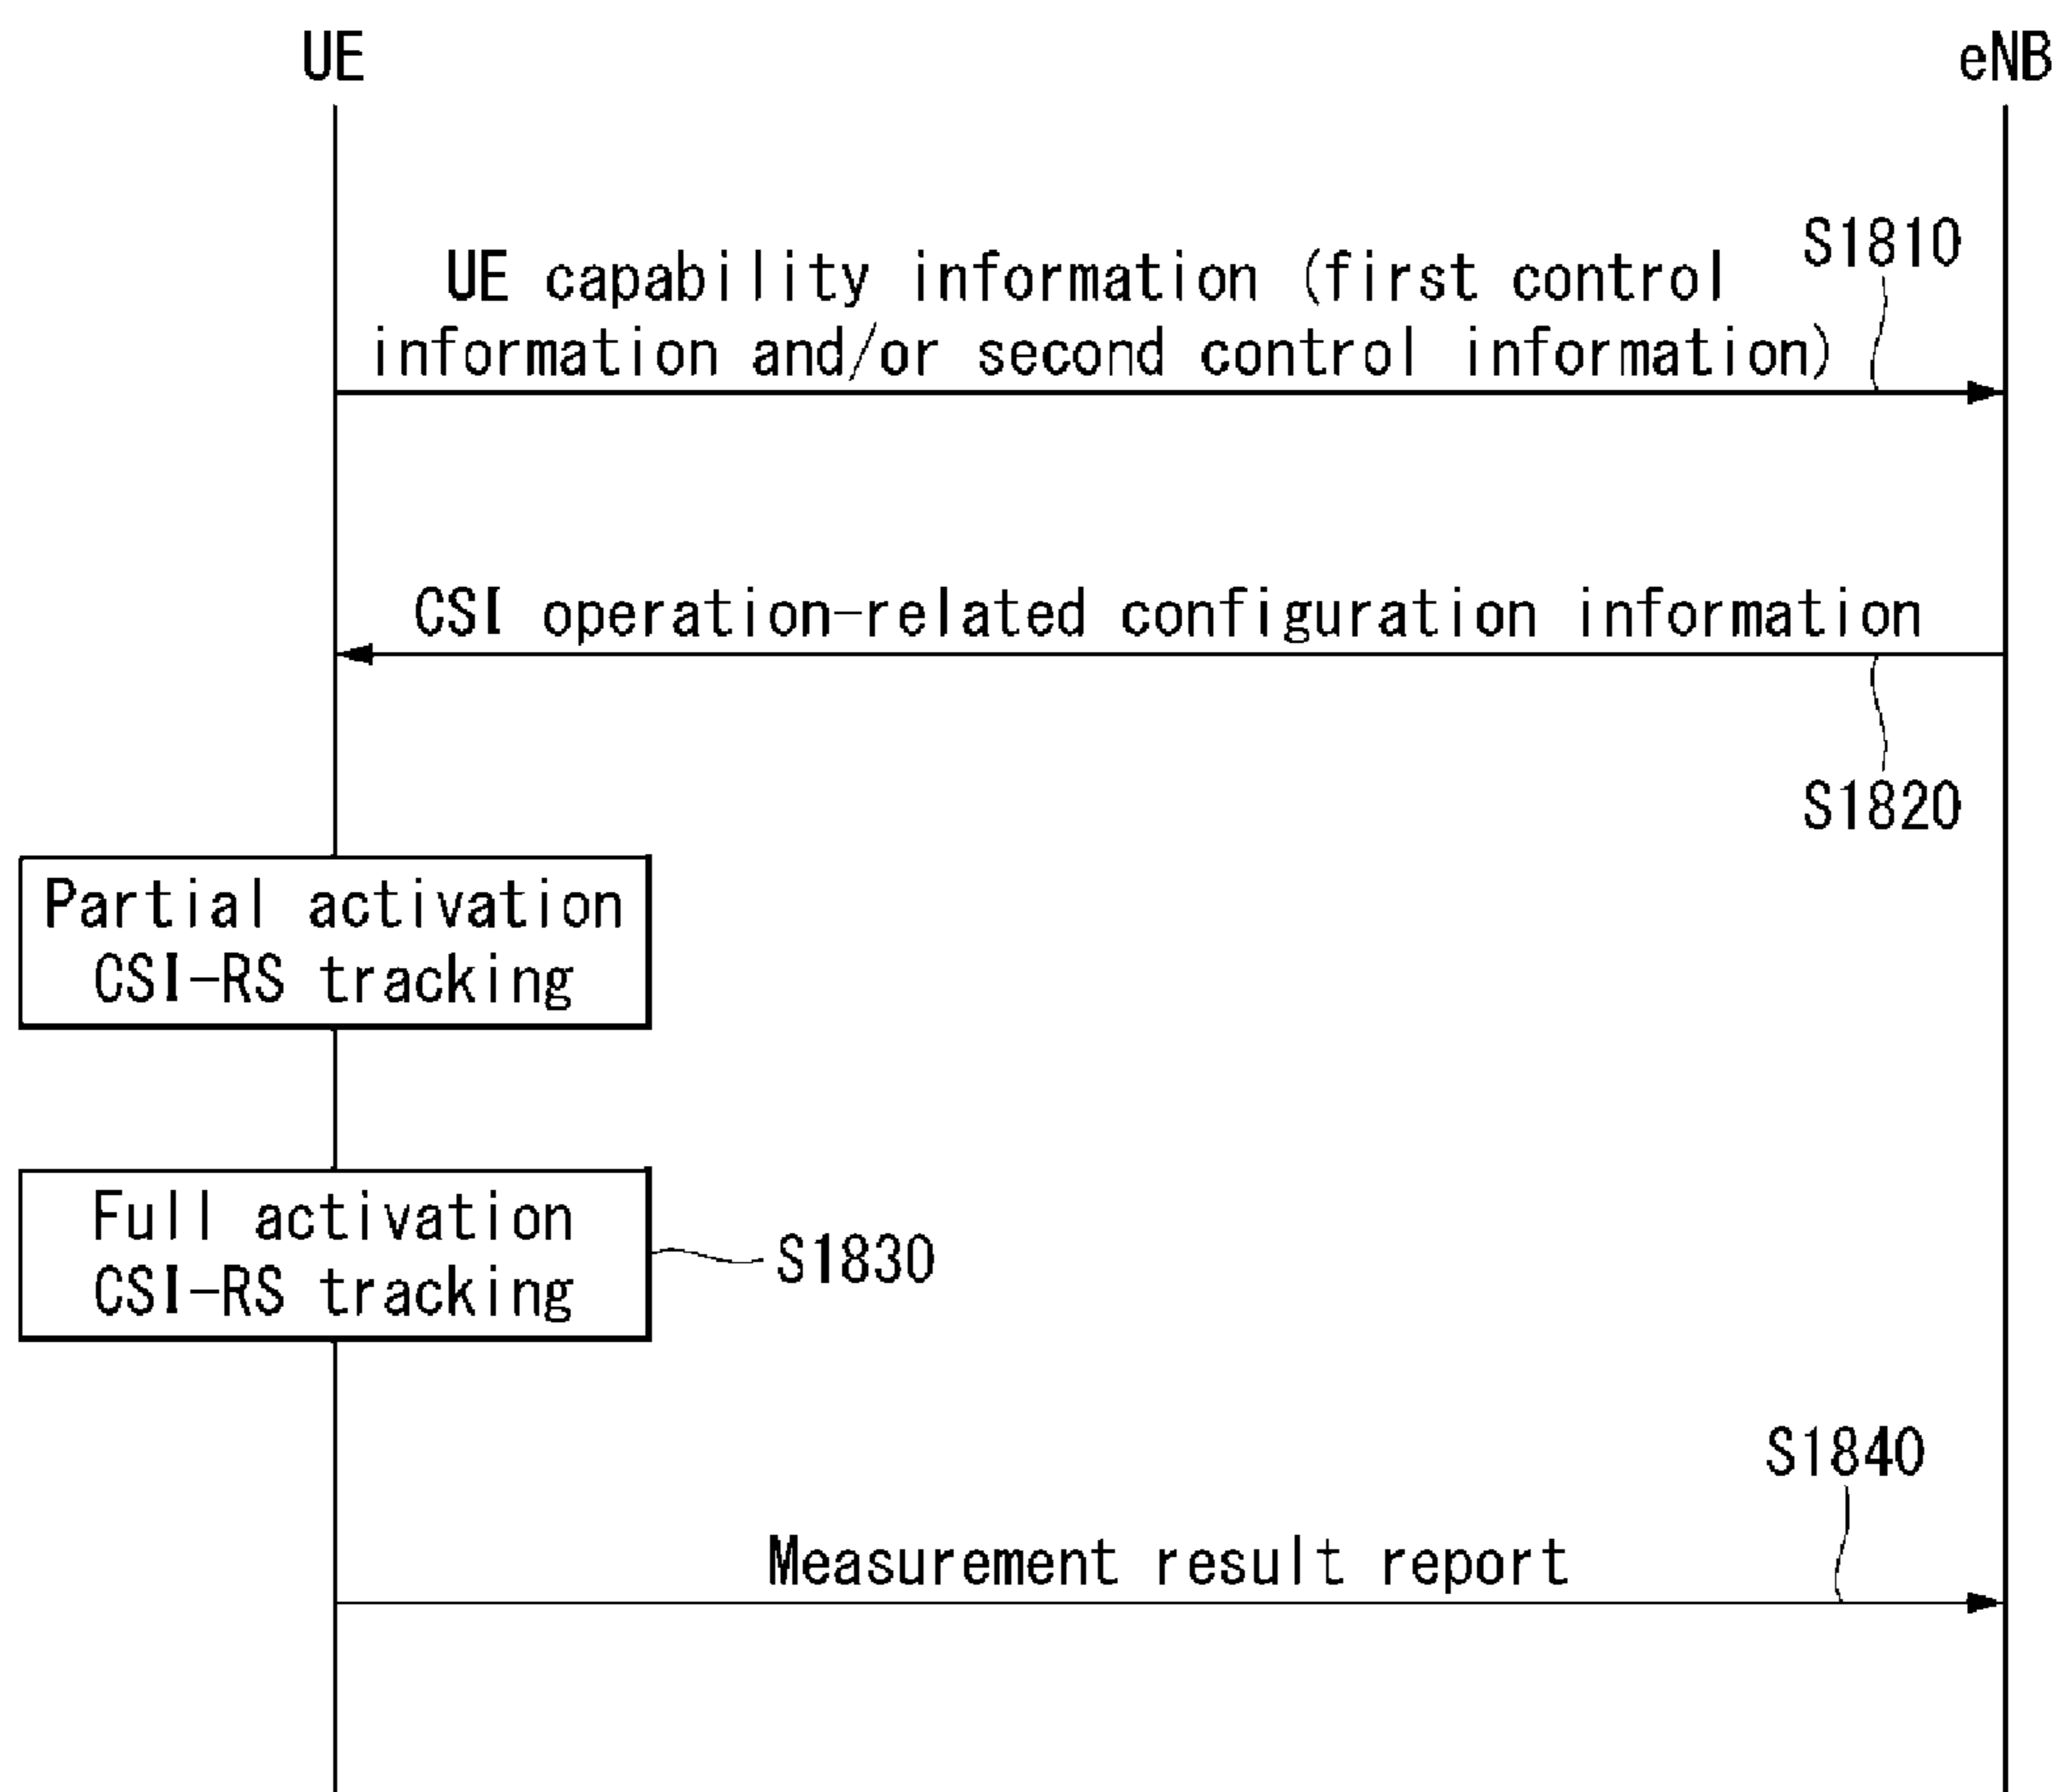 UE
eNB
S1810
UE capability information (first control
information and/or second control information)
CSI operation-related configuration information
S1820
Partial activation
CSI-RS tracking
Full activation
CSI-RS tracking
S1830
S1840
Measurement result report